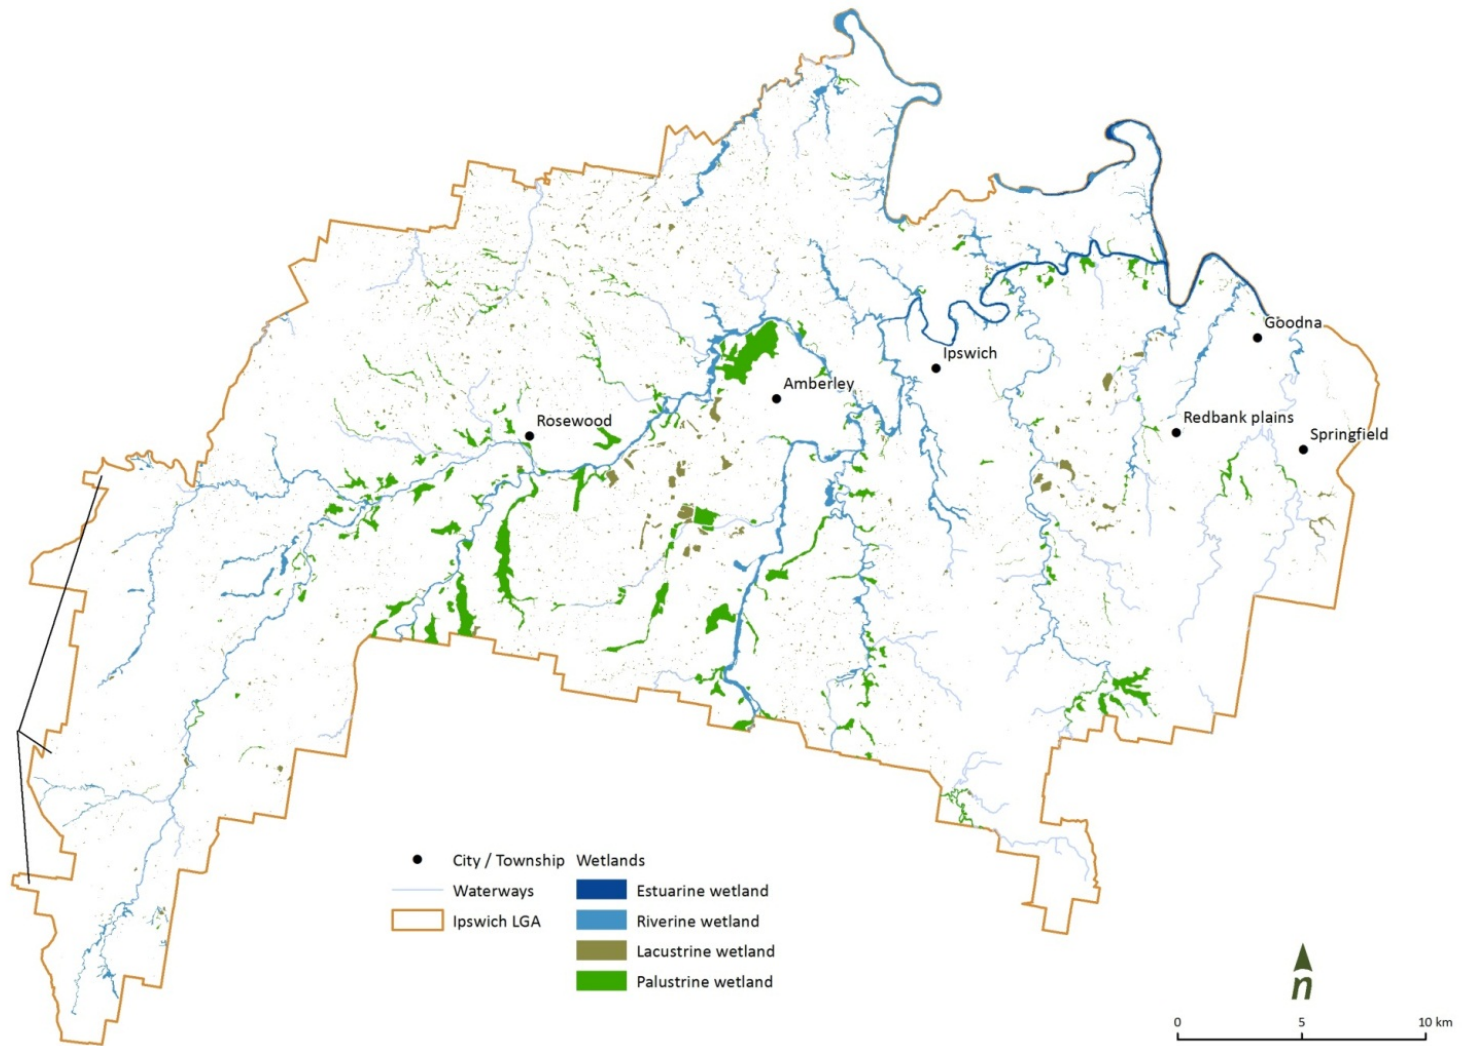 Goodna
Ipswich
Amberley
Rosewood
Redbank plains
Springfield
City / Township
Waterways
Ipswich LGA
Wetlands
Estuarine wetland
Riverine wetland
Lacustrine wetland
Palustrine wetland
n
0 5 10 km